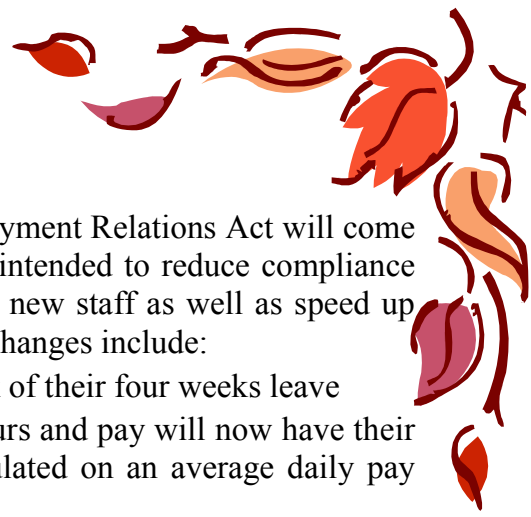 yment Relations Act will come
intended to reduce compliance
new staff as well as speed up
hanges include:
of their four weeks leave
urs and pay will now have their
ulated on an average daily pay